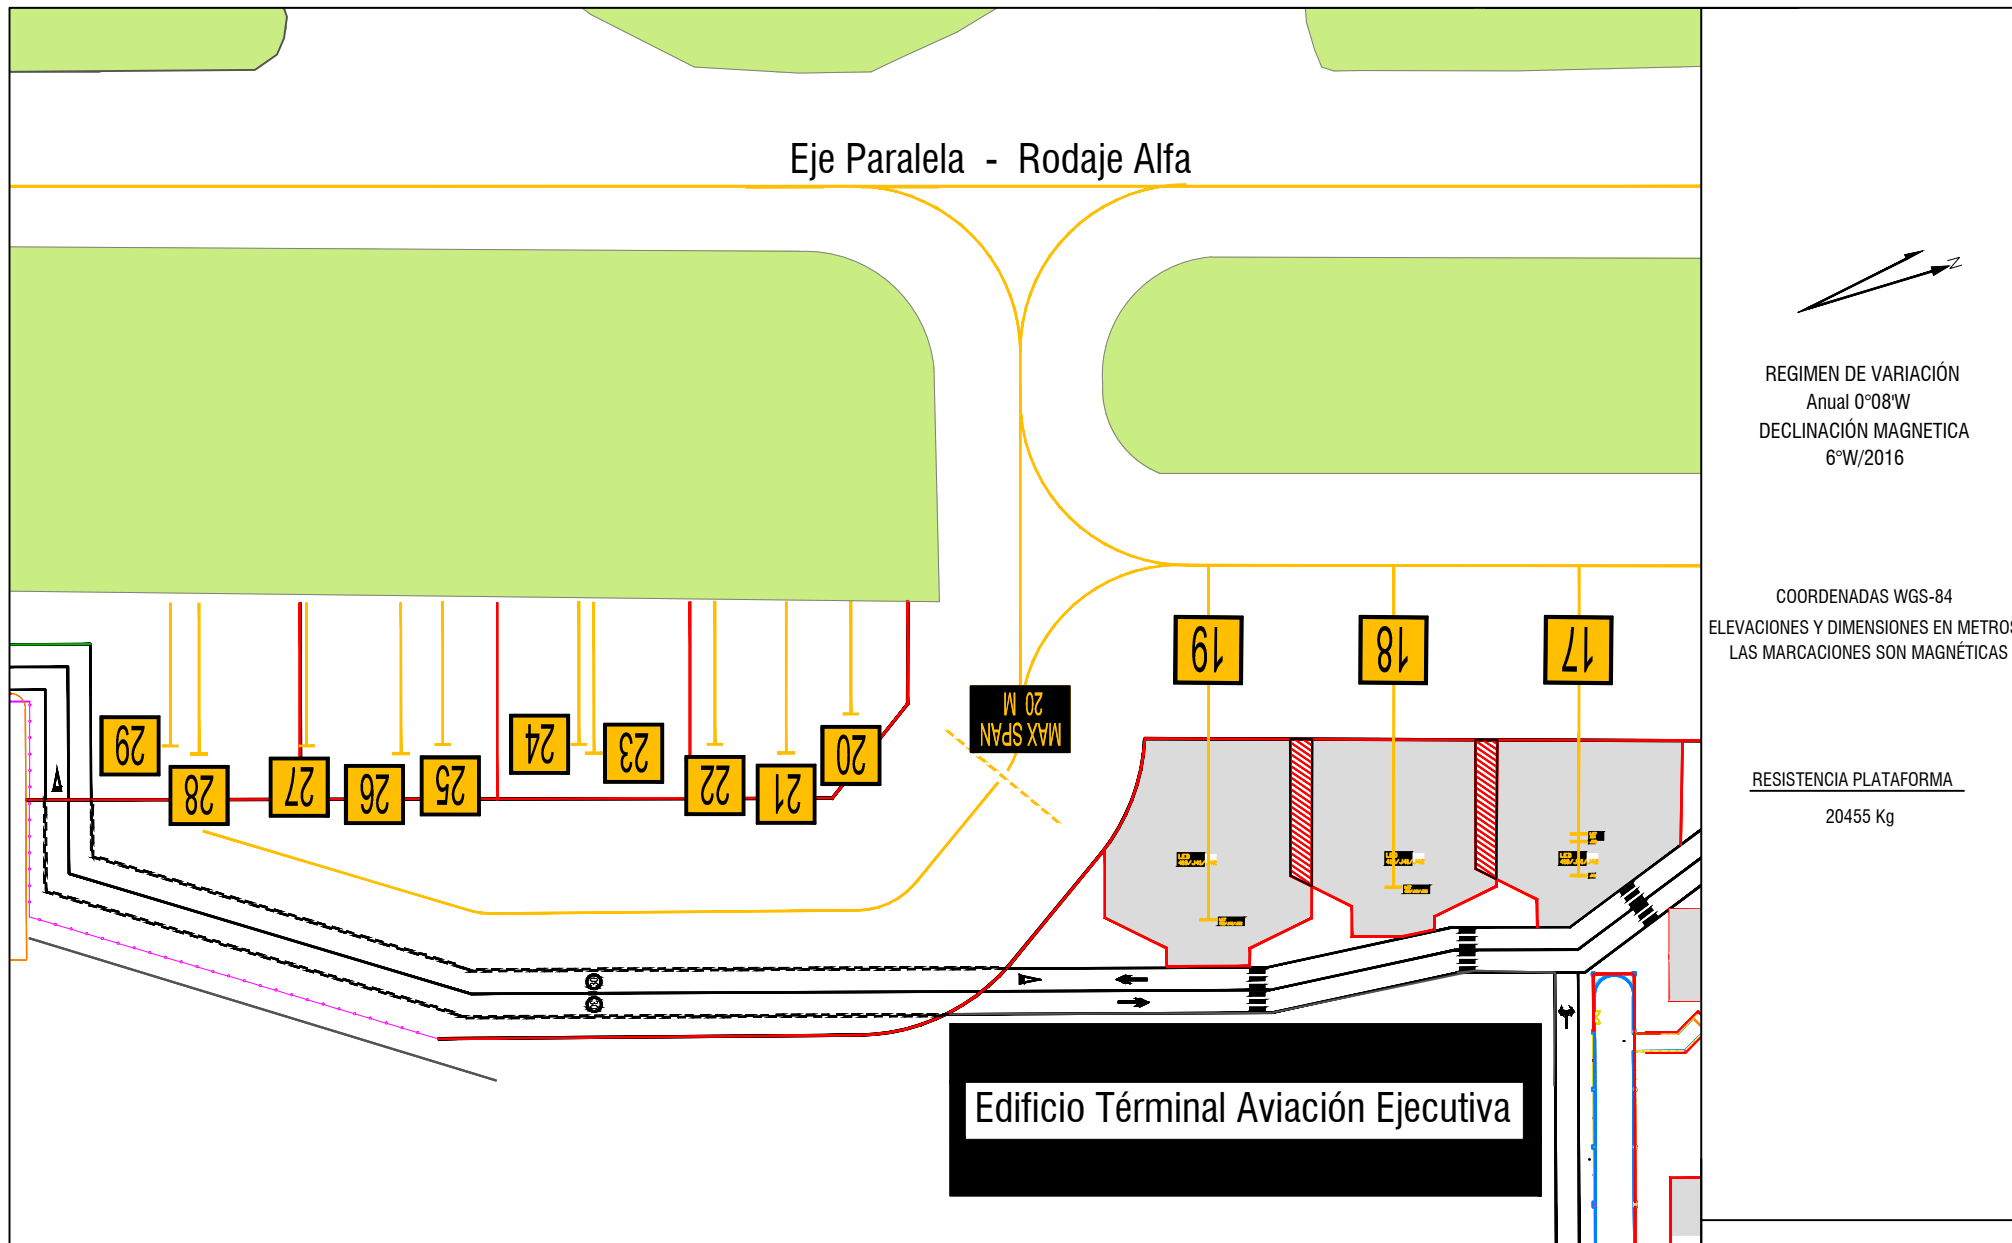 Eje Paralela - Rodaje Alfa
N
REGIMEN DE VARIACIÓN
Anual 0°08'W
DECLINACIÓN MAGNETICA
6°W/2016
COORDENADAS WGS-84
ELEVACIONES Y DIMENSIONES EN METROS
LAS MARCACIONES SON MAGNÉTICAS
RESISTENCIA PLATAFORMA
20455 Kg
19
18
17
MAX SPAN
20 M
29
28
27
26
25
24
23
22
21
20
Edificio Términal Aviación Ejecutiva